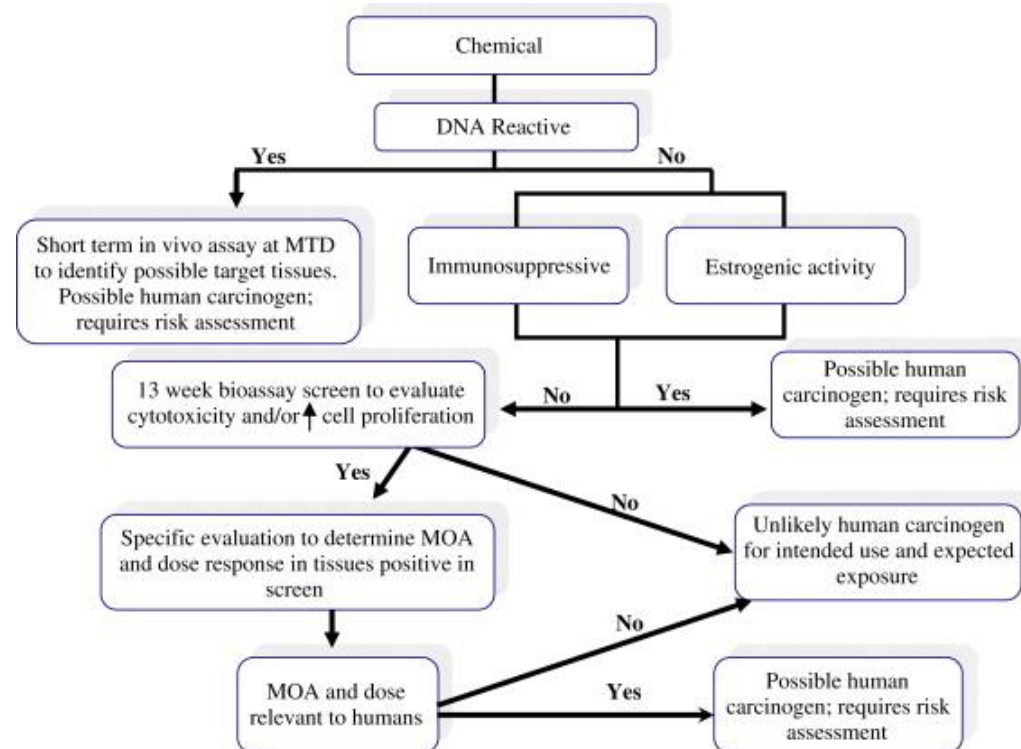 Chemical
DNA Reactive
Yes
No
Short term in vivo assay at MTD
to identify possible target tissues.
Possible human carcinogen;
requires risk assessment
Immunosuppressive
Estrogenic activity
13 week bioassay screen to evaluate
cytotoxicity and/or ↑ cell proliferation
No
Yes
Possible human
carcinogen; requires risk
assessment
Yes
No
Specific evaluation to determine MOA
and dose response in tissues positive in
screen
Unlikely human carcinogen
for intended use and expected
exposure
No
MOA and dose
relevant to humans
Yes
Possible human
carcinogen; requires risk
assessment